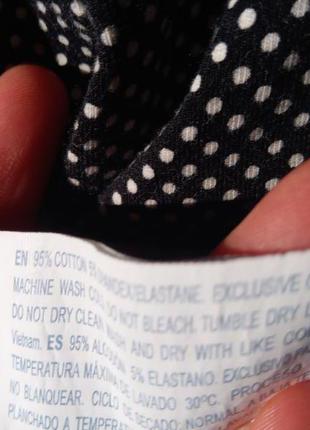 EN 95% COTTON 5% SPANDEX/ELASTANE. EXCLUSIVE
MACHINE WASH COLD. DO NOT BLEACH. TUMBLE DRY
DO NOT DRY CLEAN. WASH AND DRY WITH LIKE
Vietnam. ES 95% ALGODÓN 5% ELASTANO. EXCLUSIVO
TEMPERATURA MÁXIMA DE LAVADO 30ºC. PROCESO
NO BLANQUEAR. CICLO DE SECADO: NORMAL, A BAJA
PLANCHADO A